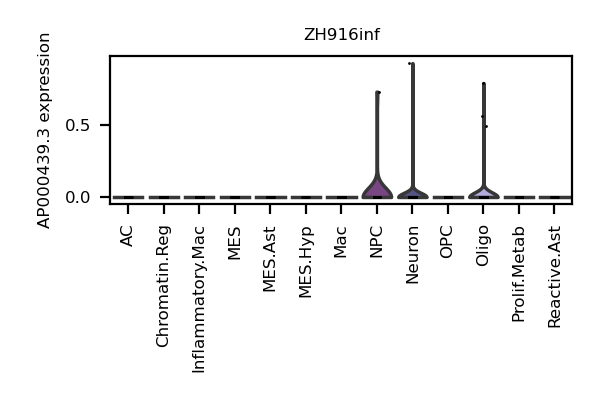 ZH916inf
AP000439.3 expression
0.5
0.0
AC
Chromatin.Reg
Inflammatory.Mac
MES
MES.Ast
MES.Hyp
Mac
NPC
Neuron
OPC
Oligo
Prolif.Metab
Reactive.Ast